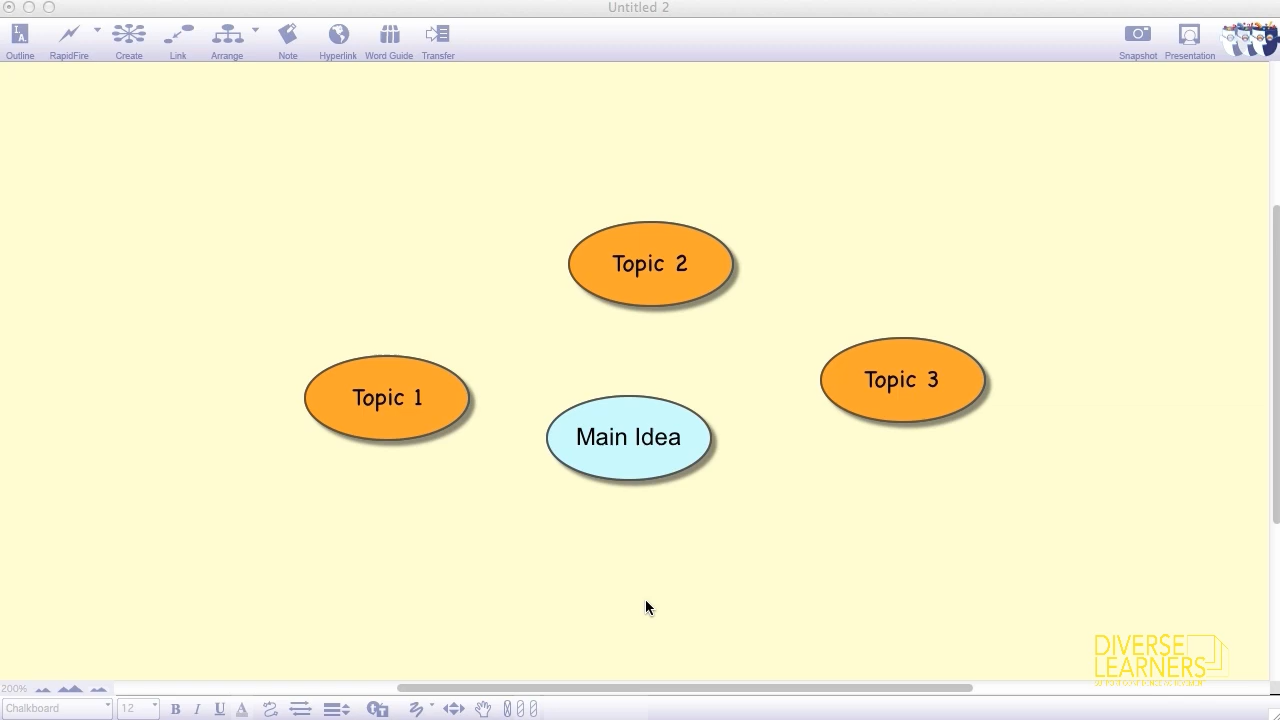 Untitled 2
Outline RapidFire Create Link Arrange Note Hyperlink Word Guide Transfer Snapshot Presentation
Topic 2
Topic 3
Topic 1
Main Idea
DIVERSE
LEARNERS
200%
Chalkboard 12 B I U A